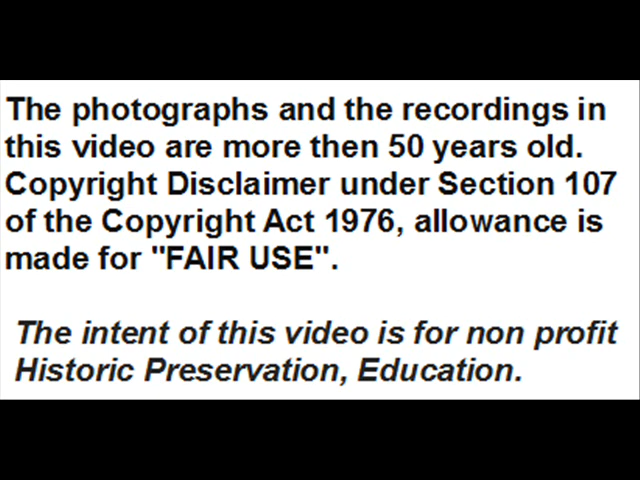 The photographs and the recordings in
this video are more then 50 years old.
Copyright Disclaimer under Section 107
of the Copyright Act 1976, allowance is
made for "FAIR USE".
The intent of this video is for non profit
Historic Preservation, Education.